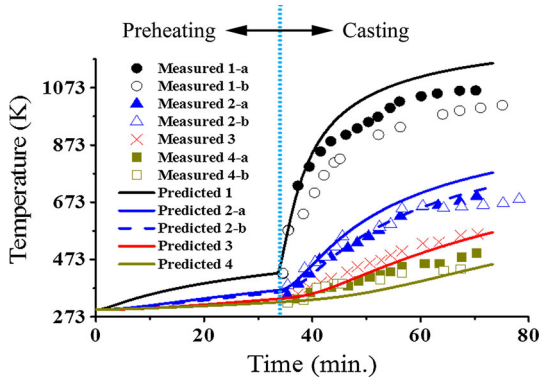 Preheating Casting
1073
873
673
473
273
Temperature (K)
Measured 1-a
Measured 1-b
Measured 2-a
Measured 2-b
Measured 3
Measured 4-a
Measured 4-b
Predicted 1
Predicted 2-a
Predicted 2-b
Predicted 3
Predicted 4
0 20 40 60 80
Time (min.)